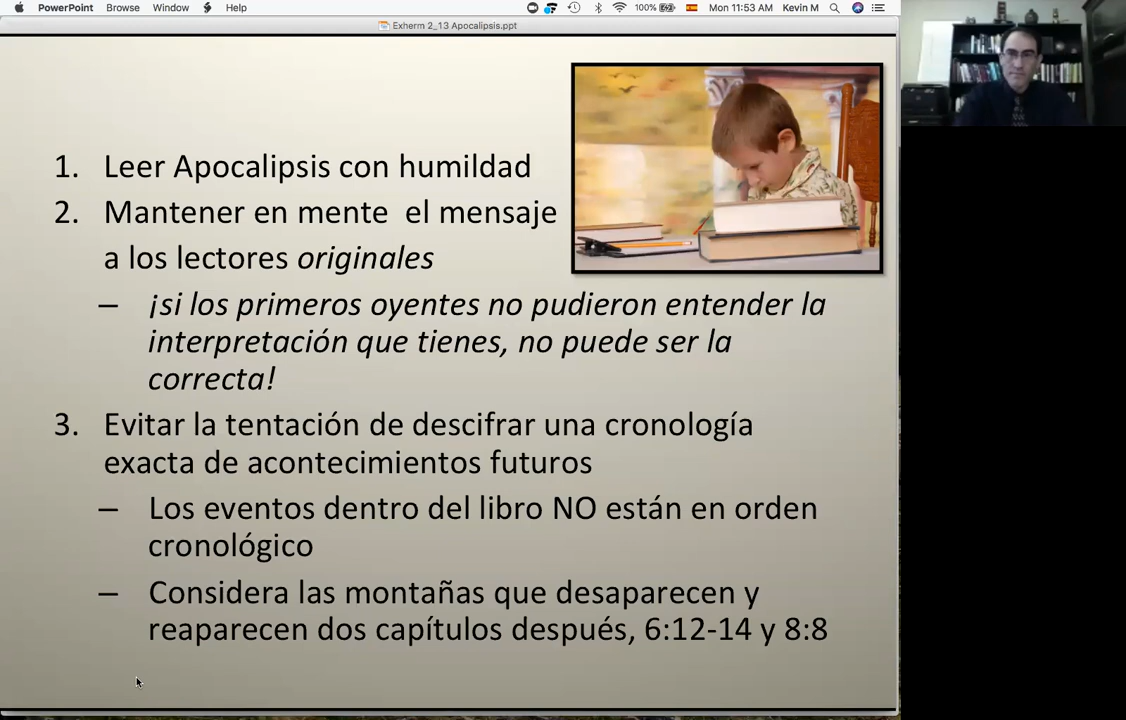 PowerPoint Browse Window Help 100% Mon 11:53 AM Kevin M
Exherm 2_13 Apocalipsis.ppt
1. Leer Apocalipsis con humildad
2. Mantener en mente el mensaje
a los lectores originales
– ¡si los primeros oyentes no pudieron entender la
interpretación que tienes, no puede ser la
correcta!
3. Evitar la tentación de descifrar una cronología
exacta de acontecimientos futuros
– Los eventos dentro del libro NO están en orden
cronológico
– Considera las montañas que desaparecen y
reaparecen dos capítulos después, 6:12-14 y 8:8